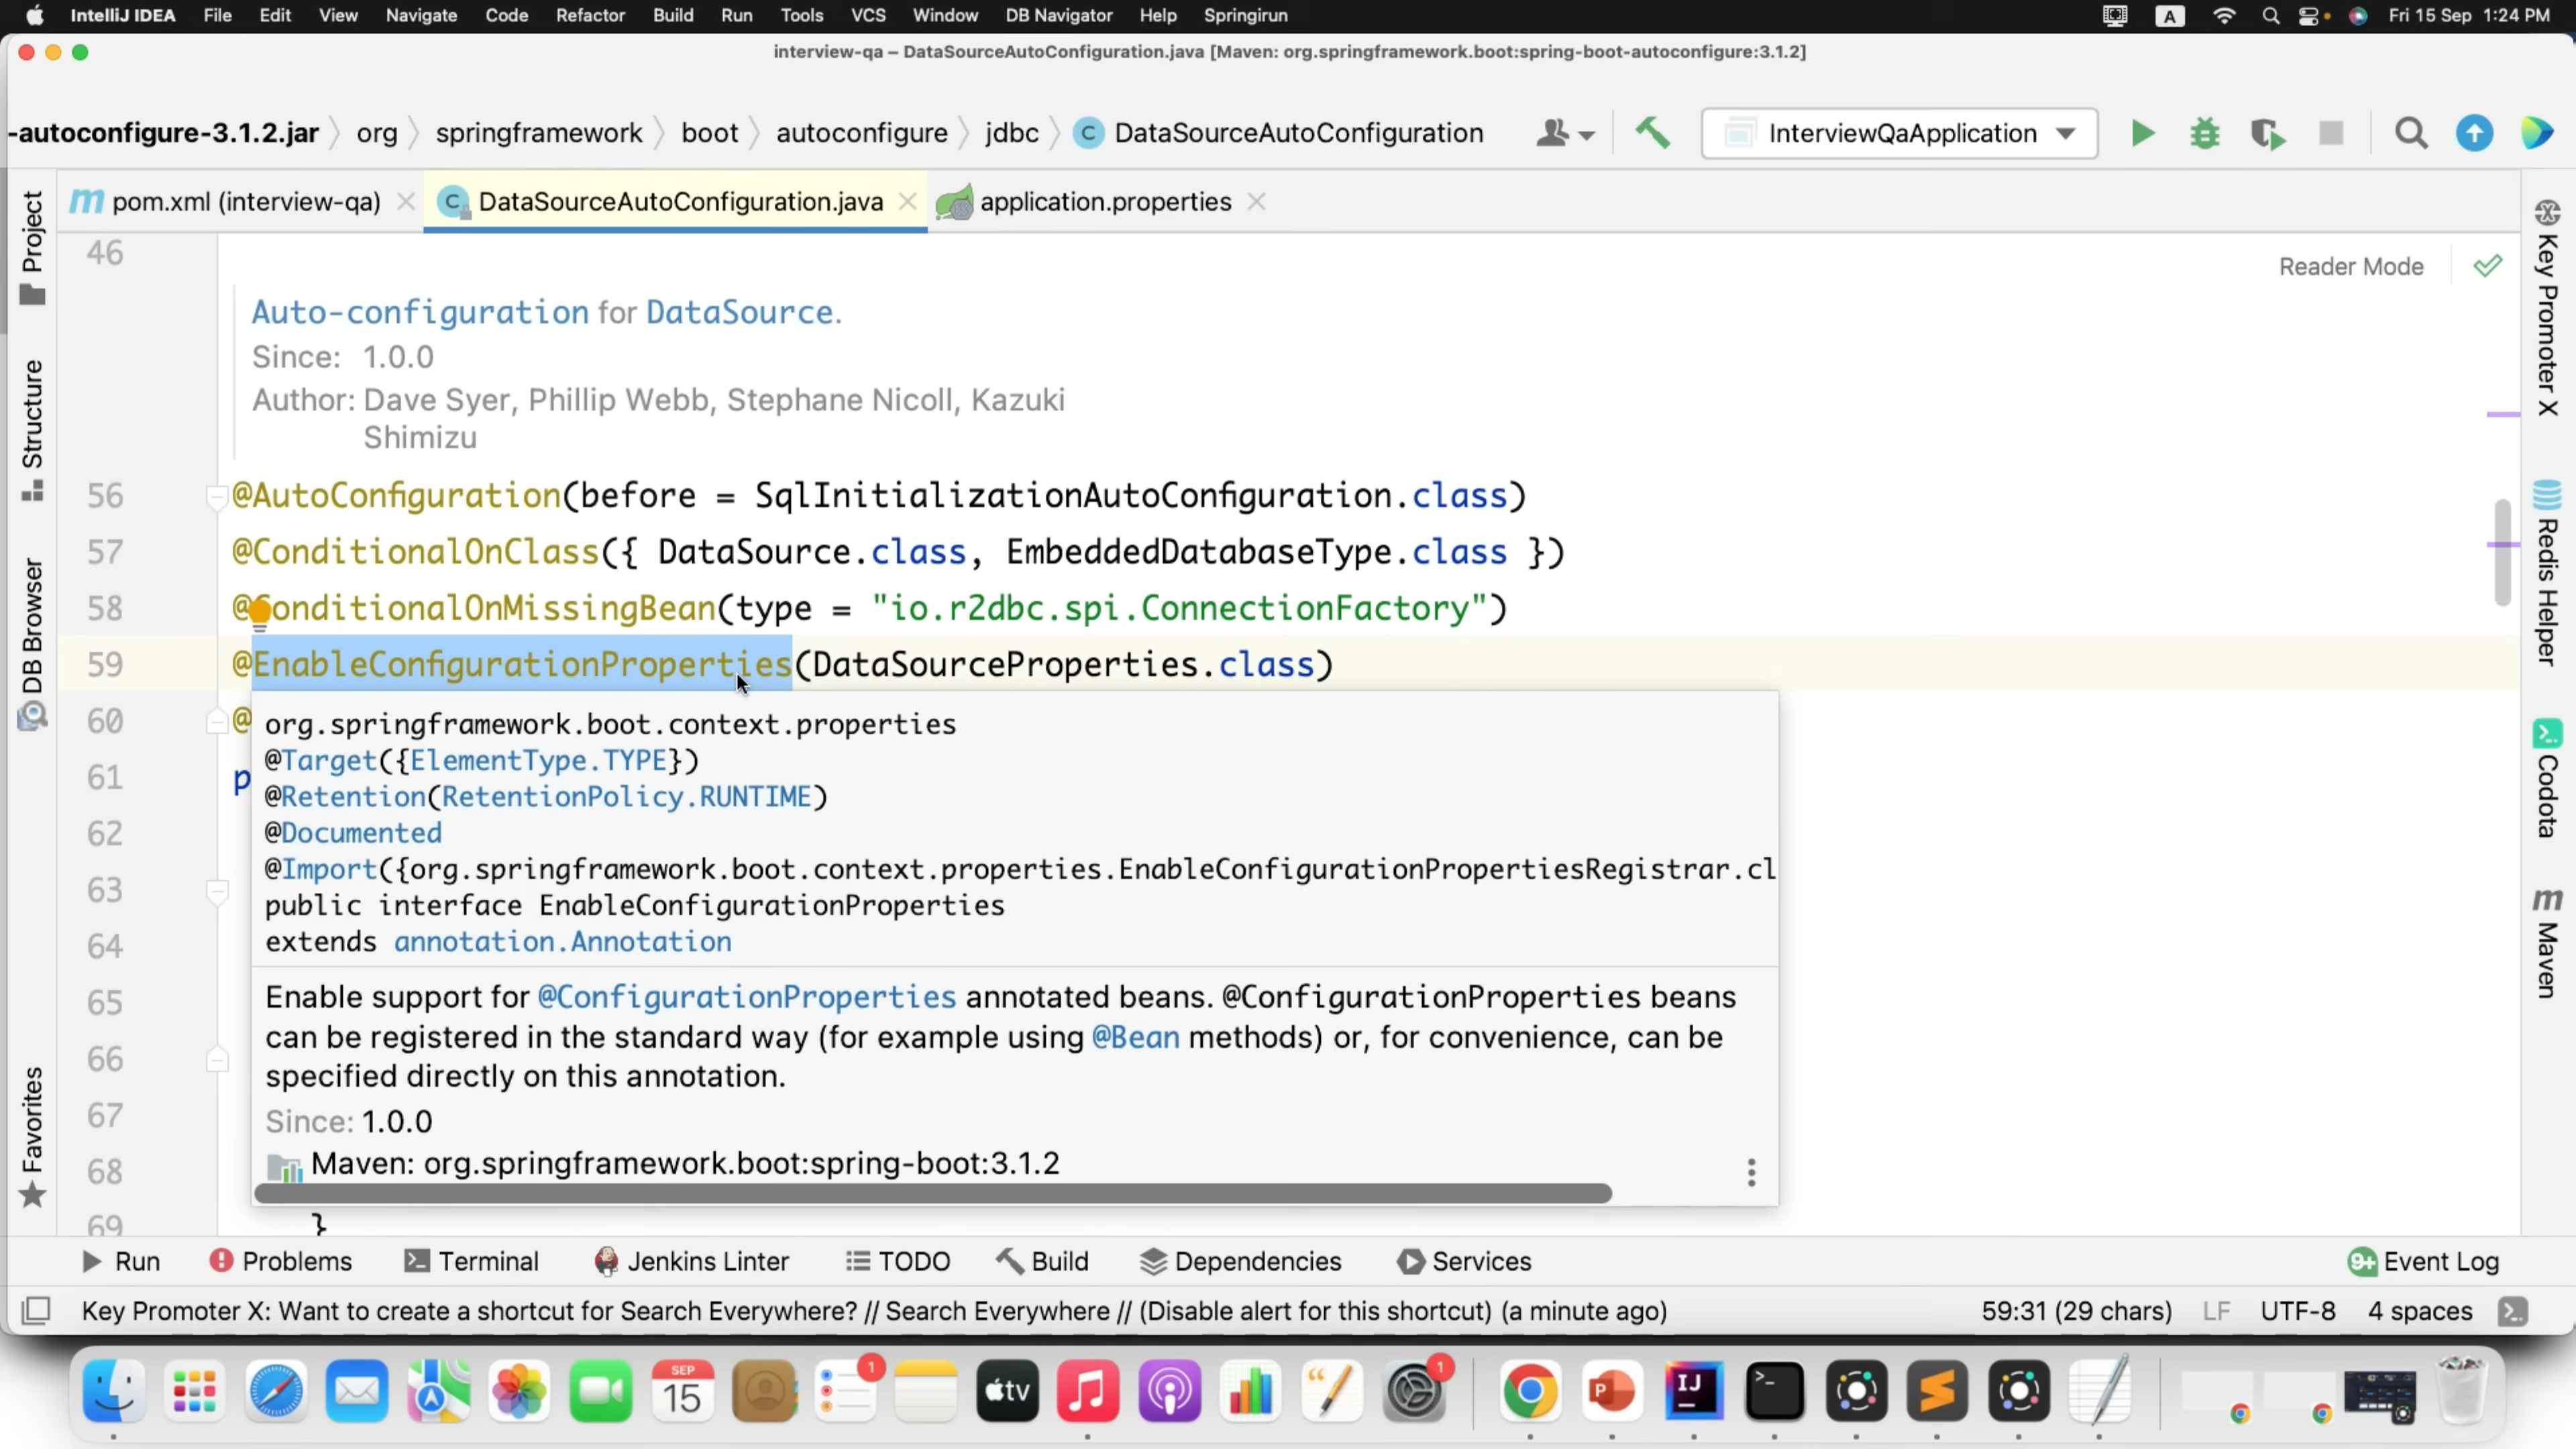 IntelliJ IDEA File Edit View Navigate Code Refactor Build Run Tools VCS Window DB Navigator Help Springirun A Fri 15 Sep 1:24 PM
interview-qa – DataSourceAutoConfiguration.java [Maven: org.springframework.boot:spring-boot-autoconfigure:3.1.2]
-autoconfigure-3.1.2.jar org springframework boot autoconfigure jdbc C DataSourceAutoConfiguration InterviewQaApplication
m pom.xml (interview-qa) C DataSourceAutoConfiguration.java application.properties
Project
Structure
DB Browser
Favorites
46
Reader Mode
Auto-configuration for DataSource.
Since: 1.0.0
Author: Dave Syer, Phillip Webb, Stephane Nicoll, Kazuki
Shimizu
56 @AutoConfiguration(before = SqlInitializationAutoConfiguration.class)
57 @ConditionalOnClass({ DataSource.class, EmbeddedDatabaseType.class })
58 @ConditionalOnMissingBean(type = "io.r2dbc.spi.ConnectionFactory")
59 @EnableConfigurationProperties(DataSourceProperties.class)
60 @
61 p
62
63
64
65
66
67
68
69 }
org.springframework.boot.context.properties
@Target({ElementType.TYPE})
@Retention(RetentionPolicy.RUNTIME)
@Documented
@Import({org.springframework.boot.context.properties.EnableConfigurationPropertiesRegistrar.cl
public interface EnableConfigurationProperties
extends annotation.Annotation
Enable support for @ConfigurationProperties annotated beans. @ConfigurationProperties beans
can be registered in the standard way (for example using @Bean methods) or, for convenience, can be
specified directly on this annotation.
Since: 1.0.0
Maven: org.springframework.boot:spring-boot:3.1.2
Key Promoter X
Redis Helper
Codota
m Maven
Run Problems Terminal Jenkins Linter TODO Build Dependencies Services 9+ Event Log
Key Promoter X: Want to create a shortcut for Search Everywhere? // Search Everywhere // (Disable alert for this shortcut) (a minute ago) 59:31 (29 chars) LF UTF-8 4 spaces
SEP
15
1
tv
1
P
IJ